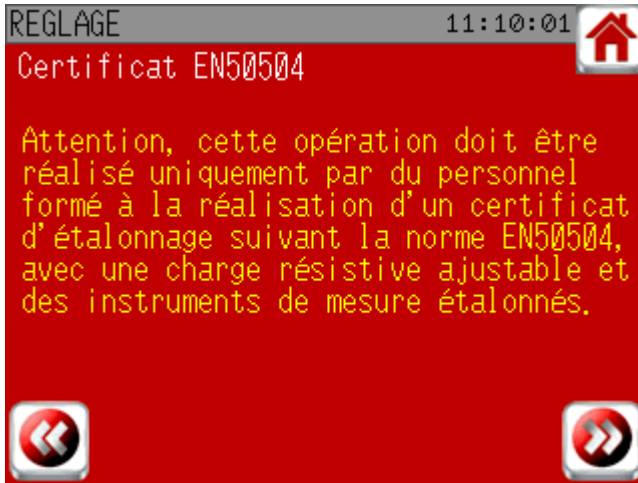 REGLAGE 11:10:01
Certificat EN50504
Attention, cette opération doit être
réalisé uniquement par du personnel
formé à la réalisation d'un certificat
d'étalonnage suivant la norme EN50504,
avec une charge résistive ajustable et
des instruments de mesure étalonnés.